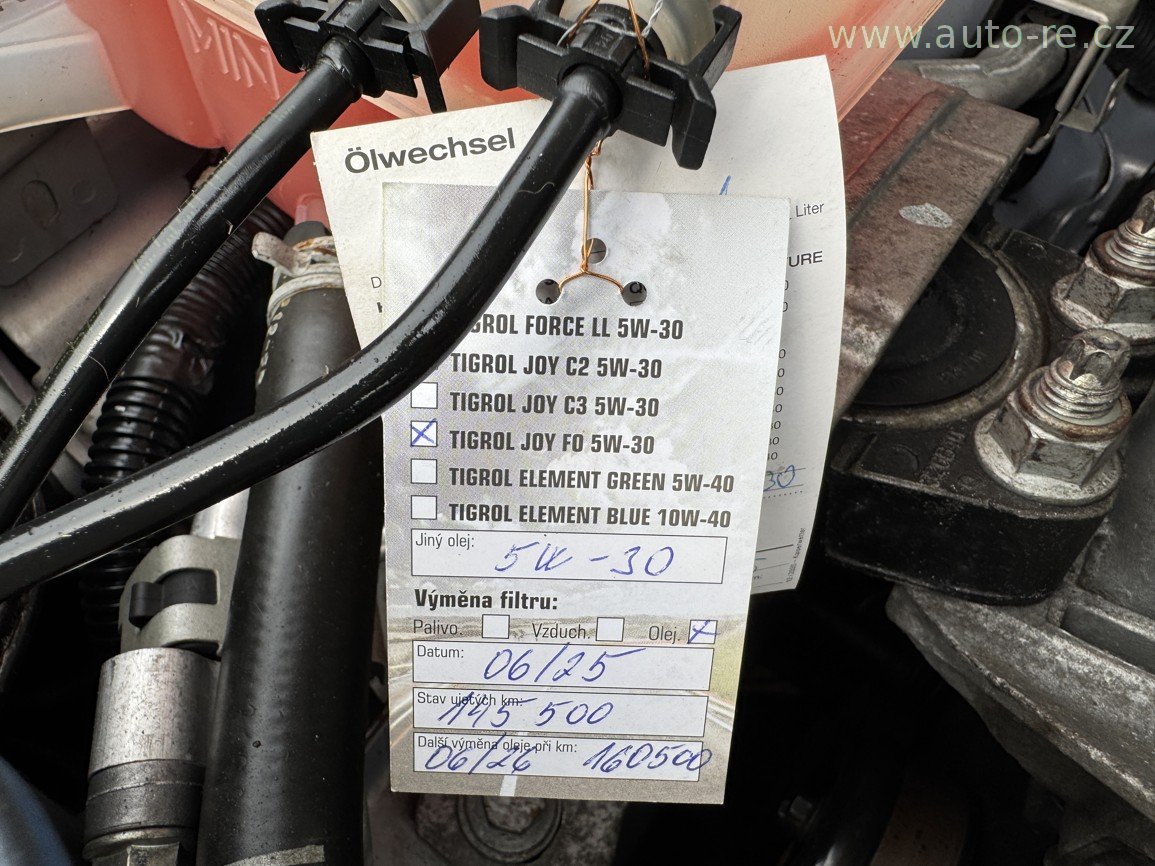 www.auto-re.cz
MIN
Ölwechsel
Liter
TIGROL FORCE LL 5W-30
TIGROL JOY C2 5W-30
TIGROL JOY C3 5W-30
TIGROL JOY FO 5W-30
TIGROL ELEMENT GREEN 5W-40
TIGROL ELEMENT BLUE 10W-40
Jiný olej: 5W-30
Výměna filtru:
Palivo. Vzduch. Olej.
Datum: 06/25
Stav ujetých km: 145 500
Další výměna oleje při km: 06/26 160500